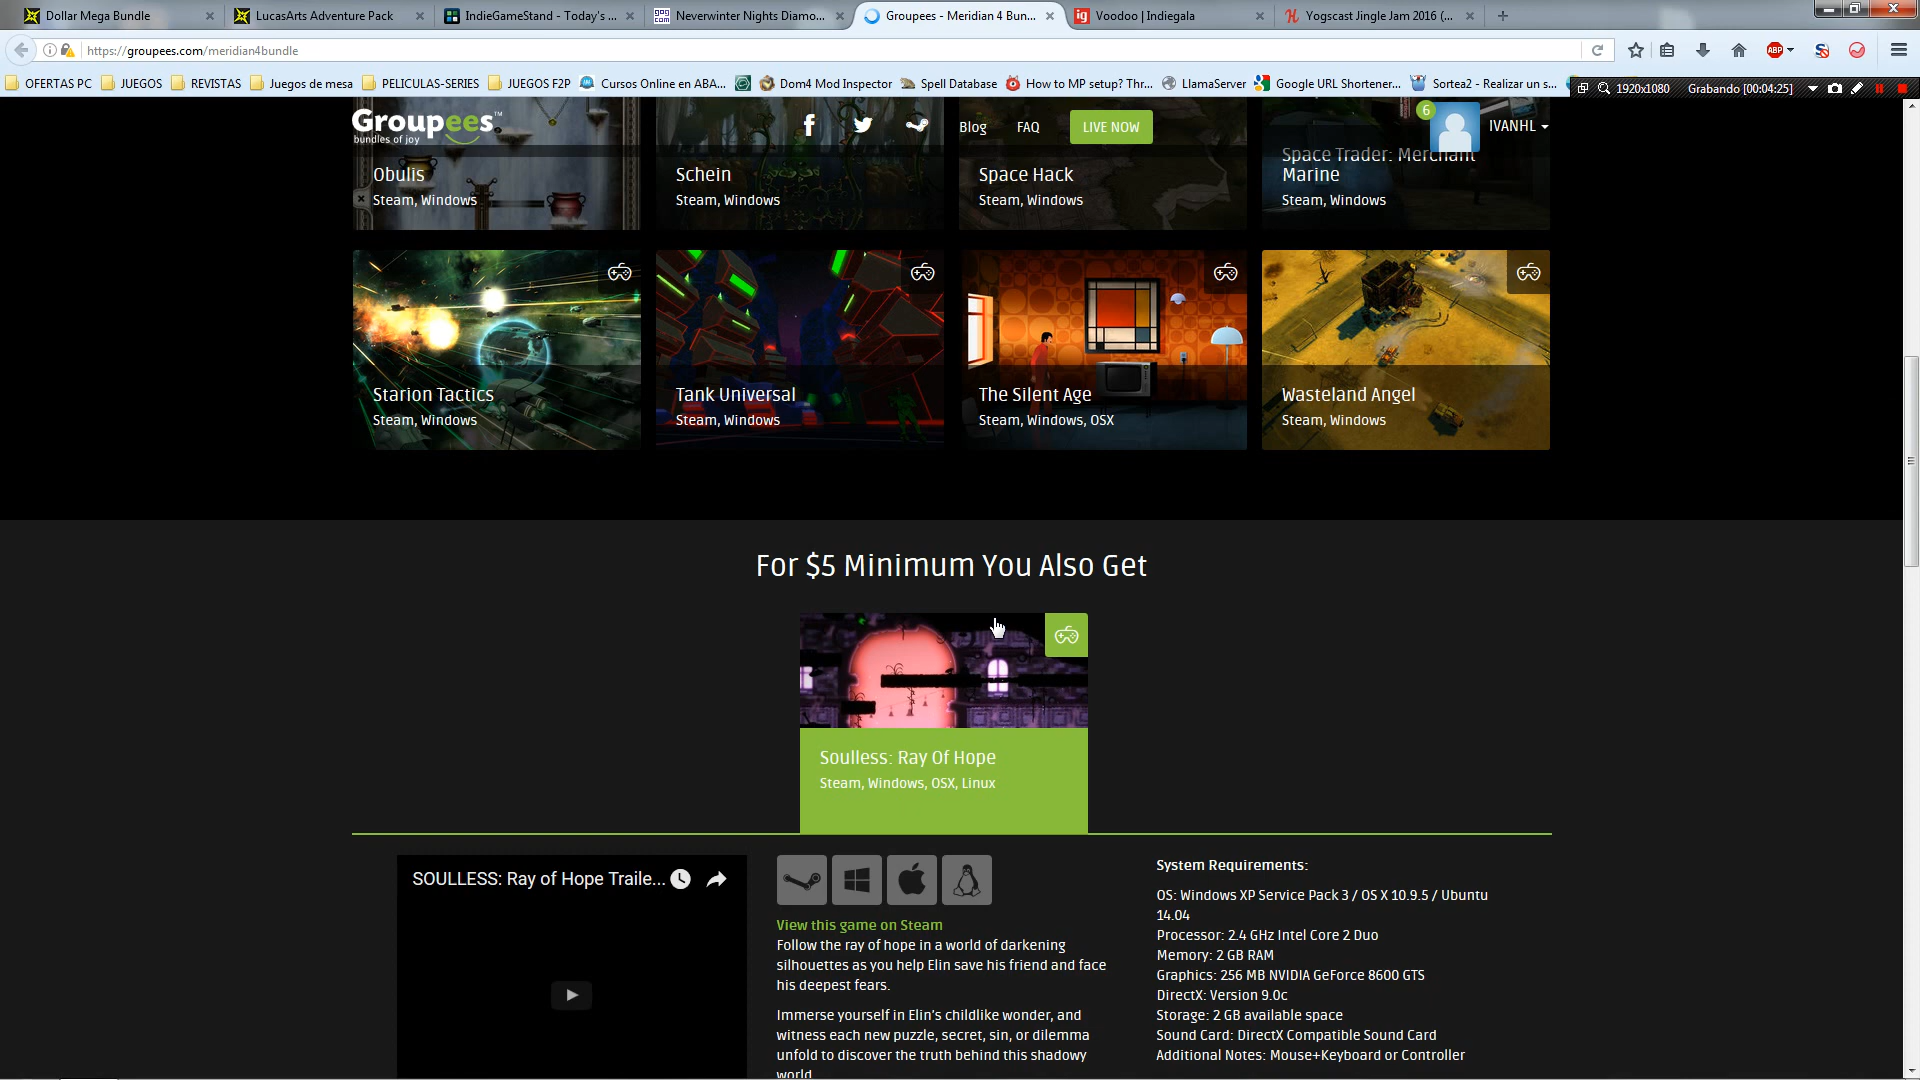 Dollar Mega Bundle
LucasArts Adventure Pack
IndieGameStand - Today's ...
Neverwinter Nights Diamo...
Groupees - Meridian 4 Bun...
Voodoo | Indiegala
Yogscast Jingle Jam 2016 (...
https://groupees.com/meridian4bundle
ABP
OFERTAS PC
JUEGOS
REVISTAS
Juegos de mesa
PELICULAS-SERIES
JUEGOS F2P
Cursos Online en ABA...
Dom4 Mod Inspector
Spell Database
How to MP setup? Thr...
LlamaServer
Google URL Shortener...
Sortea2 - Realizar un s...
1920x1080
Grabando [00:04:25]
Groupees™
bundles of joy
Blog
FAQ
LIVE NOW
6
IVANHL
Obulis
Steam, Windows
Schein
Steam, Windows
Space Hack
Steam, Windows
Space Trader: Merchant
Marine
Steam, Windows
Starion Tactics
Steam, Windows
Tank Universal
Steam, Windows
The Silent Age
Steam, Windows, OSX
Wasteland Angel
Steam, Windows
For $5 Minimum You Also Get
Soulless: Ray Of Hope
Steam, Windows, OSX, Linux
SOULLESS: Ray of Hope Traile...
View this game on Steam
Follow the ray of hope in a world of darkening
silhouettes as you help Elin save his friend and face
his deepest fears.
Immerse yourself in Elin's childlike wonder, and
witness each new puzzle, secret, sin, or dilemma
unfold to discover the truth behind this shadowy
world.
System Requirements:
OS: Windows XP Service Pack 3 / OS X 10.9.5 / Ubuntu
14.04
Processor: 2.4 GHz Intel Core 2 Duo
Memory: 2 GB RAM
Graphics: 256 MB NVIDIA GeForce 8600 GTS
DirectX: Version 9.0c
Storage: 2 GB available space
Sound Card: DirectX Compatible Sound Card
Additional Notes: Mouse+Keyboard or Controller